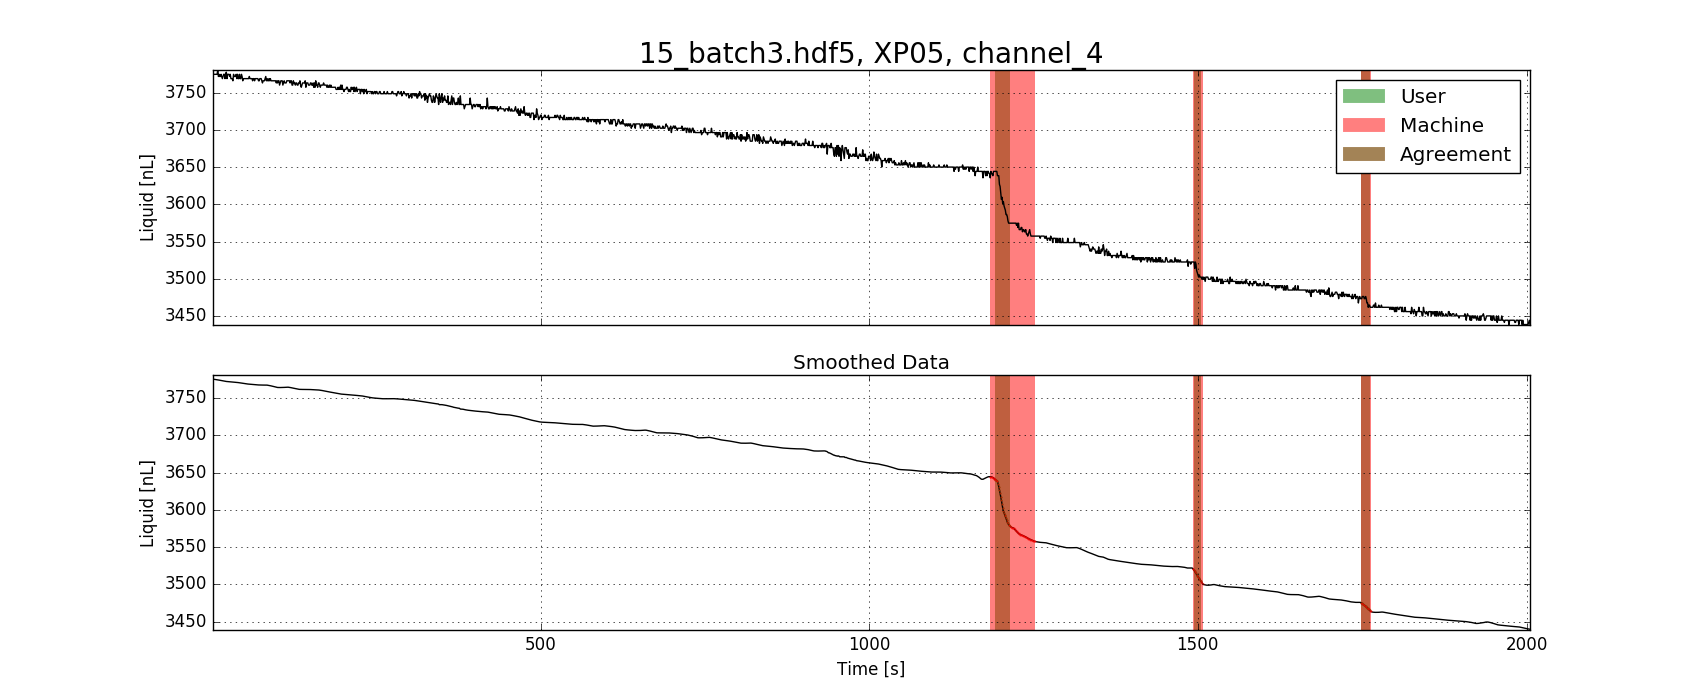 15_batch3.hdf5, XP05, channel_4
3750
3700
3650
3600
3550
3500
3450
Liquid [nL]
User
Machine
Agreement
Smoothed Data
3750
3700
3650
3600
3550
3500
3450
Liquid [nL]
500
1000
1500
2000
Time [s]